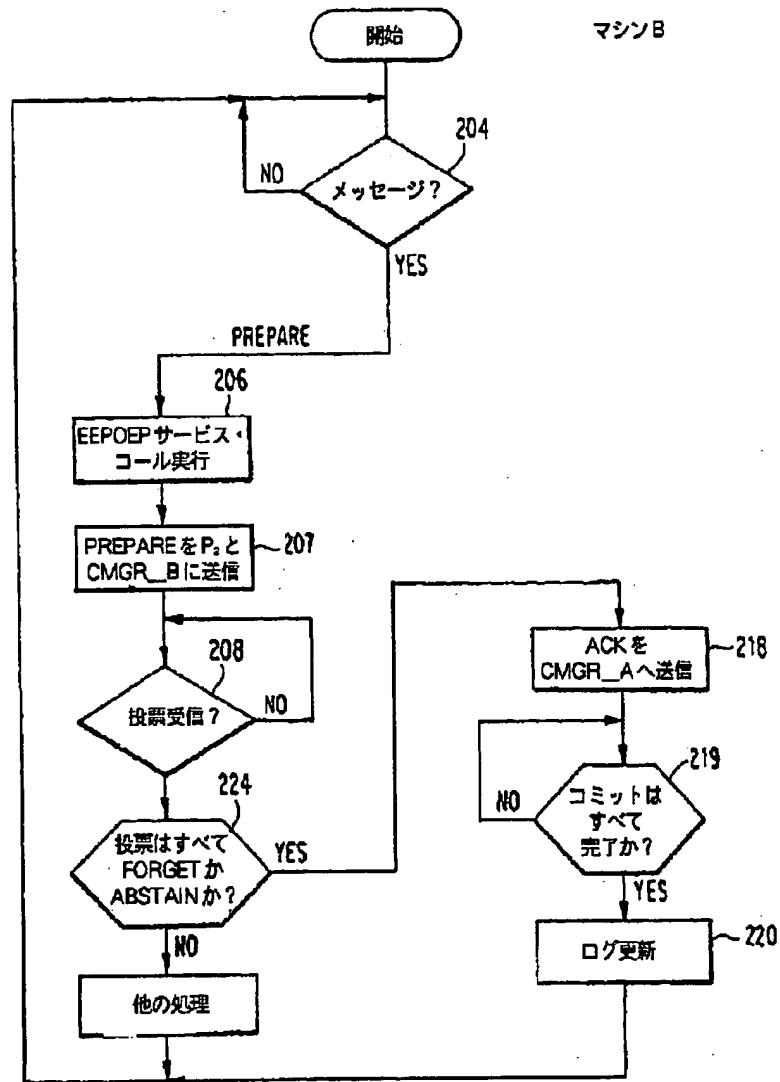 開始
マシンB
204
メッセージ?
NO
YES
PREPARE
206
EEPOEPサービス・
コール実行
PREPAREをP₂と
CMGR__Bに送信
207
208
投票受信?
NO
224
投票はすべて
FORGETか
ABSTAINか?
YES
NO
他の処理
ACKを
CMGR__Aへ送信
218
219
コミットは
すべて
完了か?
NO
YES
ログ更新
220